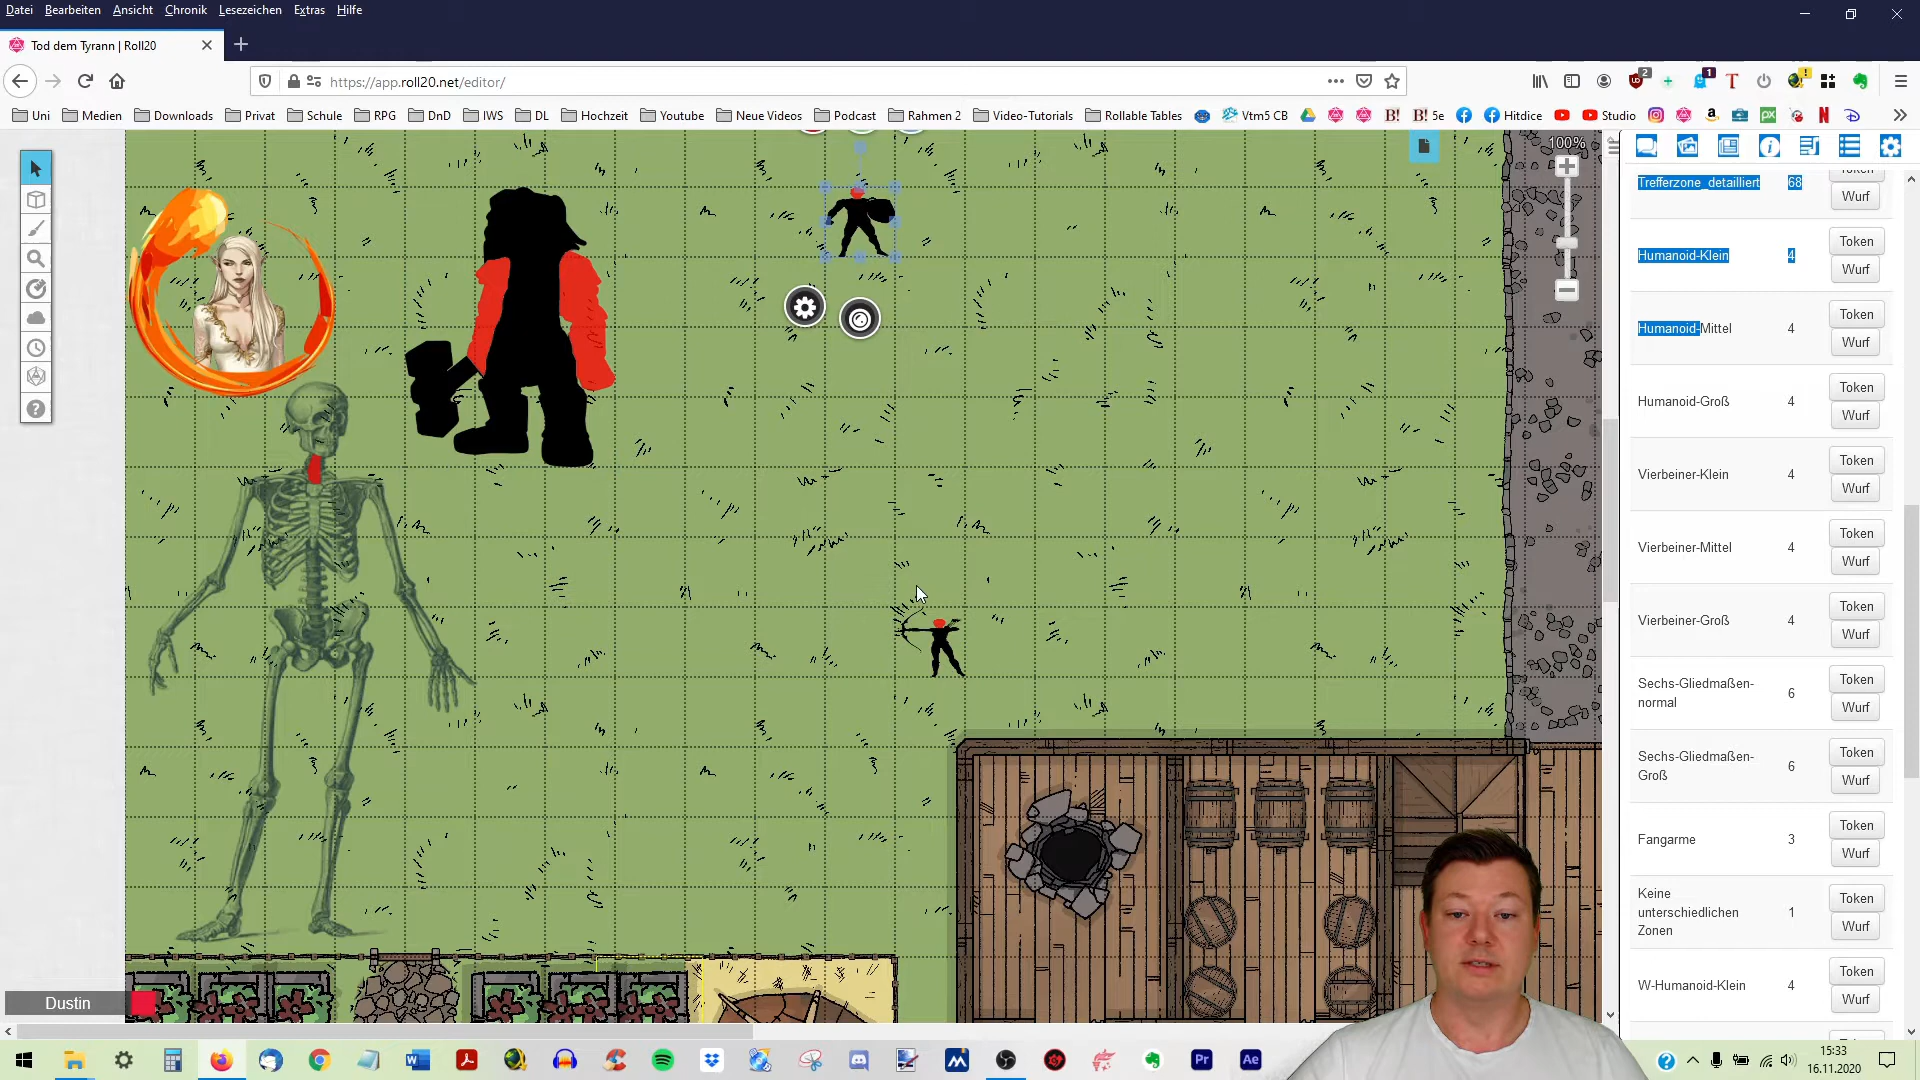 Datei Bearbeiten Ansicht Chronik Lesezeichen Extras Hilfe
Tod dem Tyrann | Roll20
https://app.roll20.net/editor/
2 1
Uni Medien Downloads Privat Schule RPG DnD IWS DL Hochzeit Youtube Neue Videos Podcast Rahmen 2 Video-Tutorials Rollable Tables Vtm5 CB B! B! 5e Hitdice Studio
100%
Token
Trefferzone_detailliert 68
Wurf
Token
Humanoid-Klein 4
Wurf
Token
Humanoid-Mittel 4
Wurf
Token
Humanoid-Groß 4
Wurf
Token
Vierbeiner-Klein 4
Wurf
Token
Vierbeiner-Mittel 4
Wurf
Token
Vierbeiner-Groß 4
Wurf
Token
Sechs-Gliedmaßen-
normal 6
Wurf
Token
Sechs-Gliedmaßen-
Groß 6
Wurf
Token
Fangarme 3
Wurf
Token
Keine
unterschiedlichen
Zonen 1
Wurf
Token
W-Humanoid-Klein 4
Wurf
Dustin
Pr Ae
15:33
16.11.2020